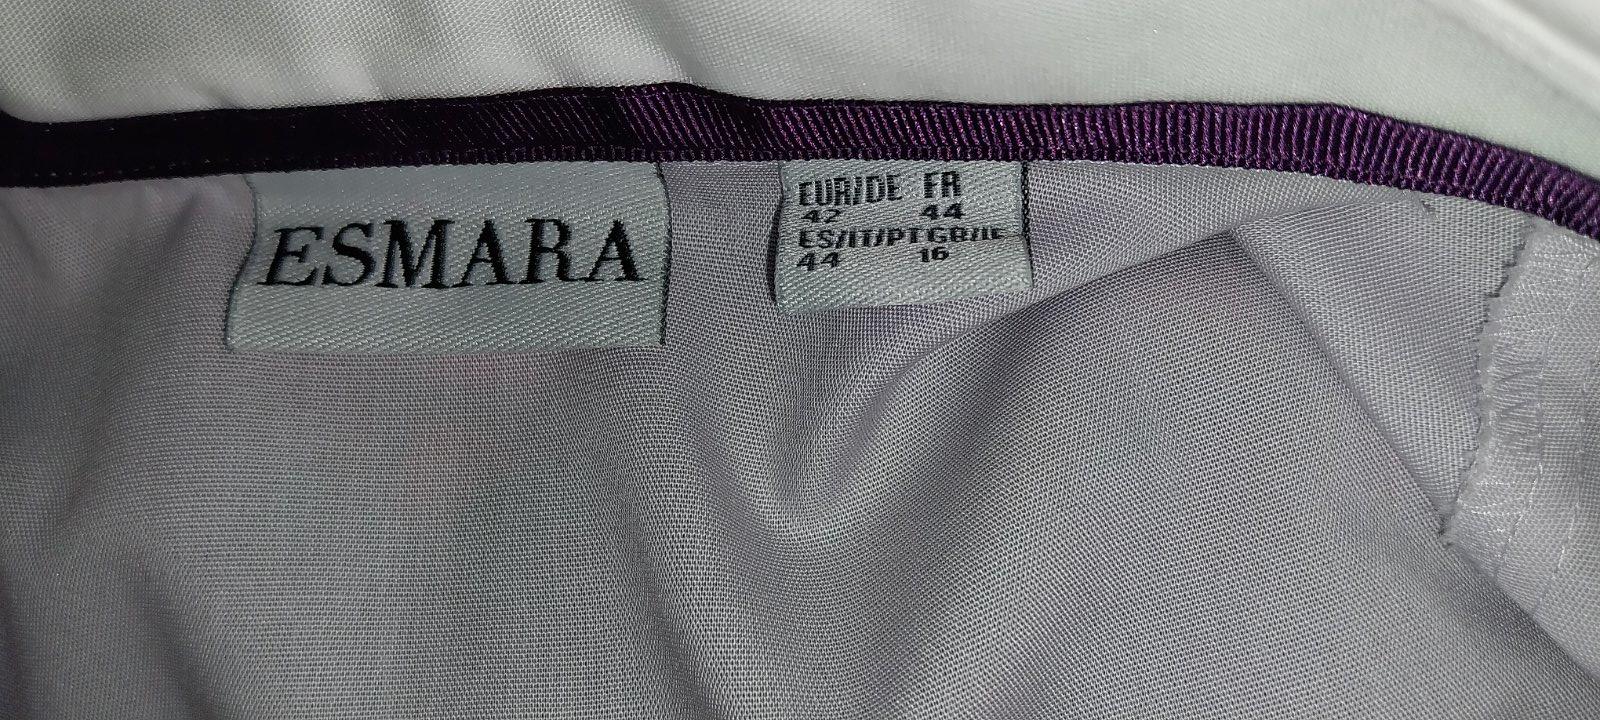 ESMARA
EUR/DE FR
42 44
ES/IT/PT GB/IE
44 16